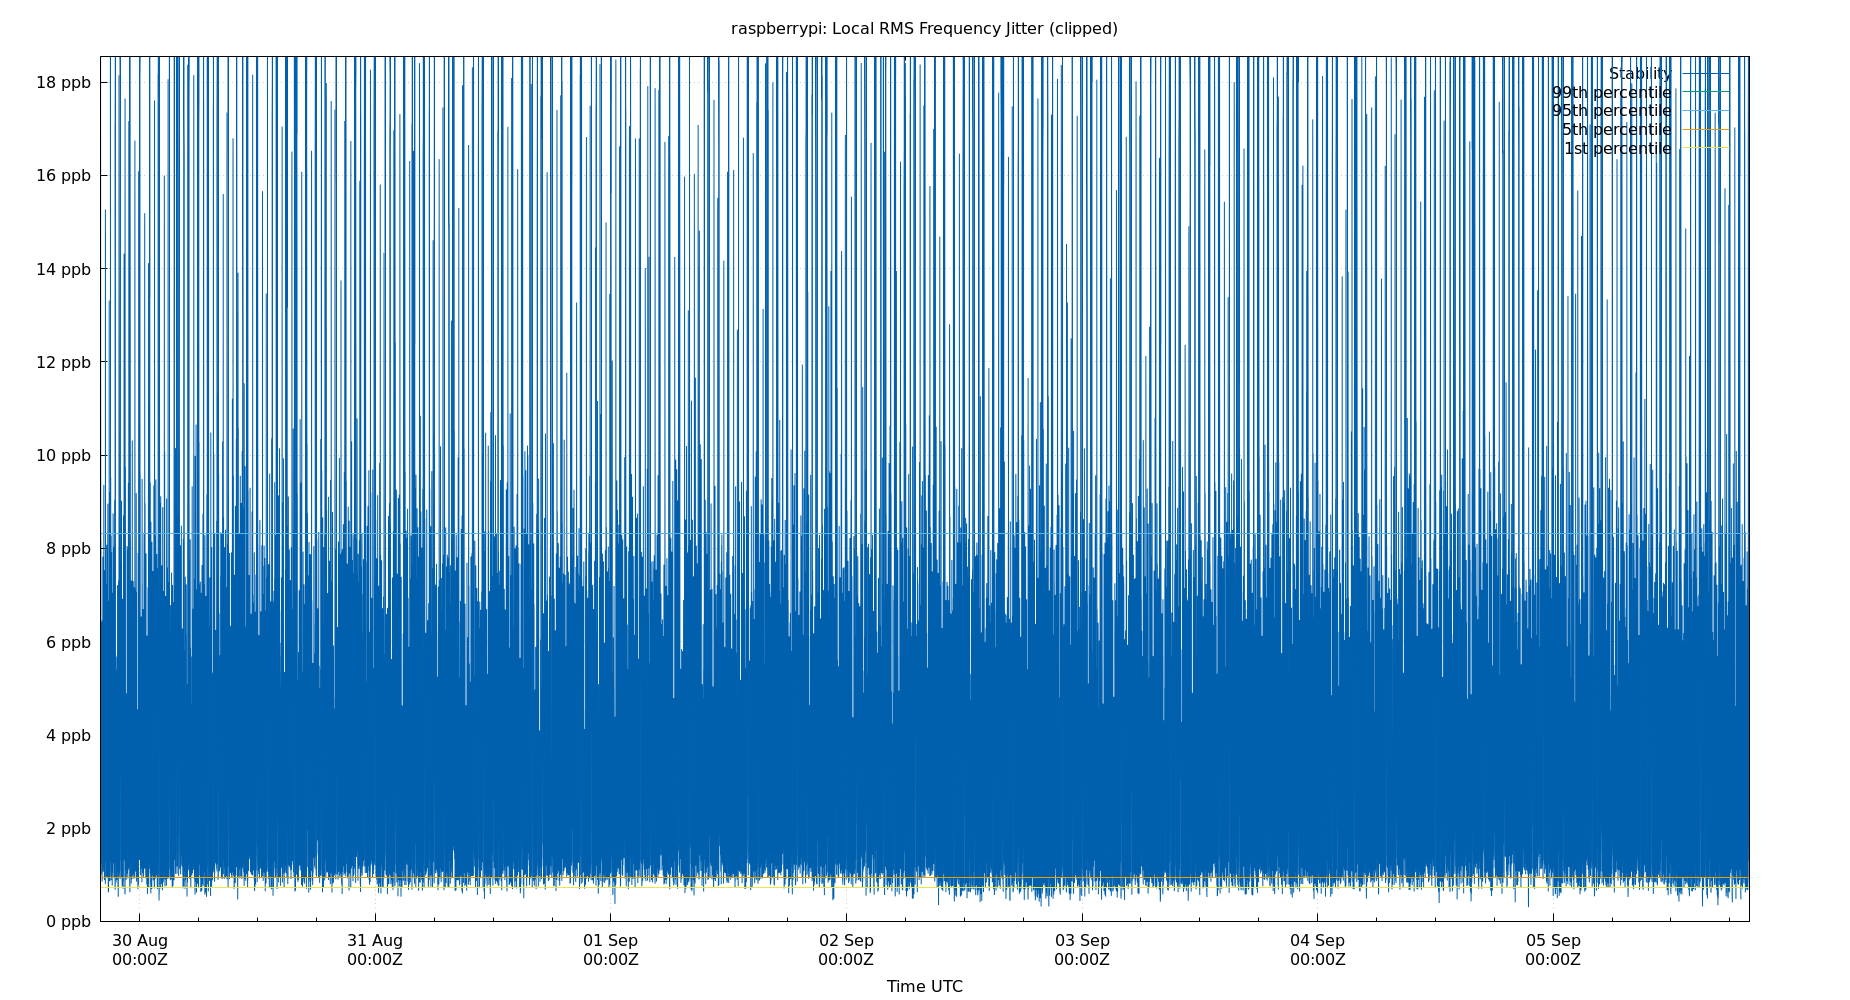 raspberrypi: Local RMS Frequency Jitter (clipped)
18 ppb
16 ppb
14 ppb
12 ppb
10 ppb
8 ppb
6 ppb
4 ppb
2 ppb
0 ppb
Stability
99th percentile
95th percentile
5th percentile
1st percentile
30 Aug
00:00Z
31 Aug
00:00Z
01 Sep
00:00Z
02 Sep
00:00Z
03 Sep
00:00Z
04 Sep
00:00Z
05 Sep
00:00Z
Time UTC